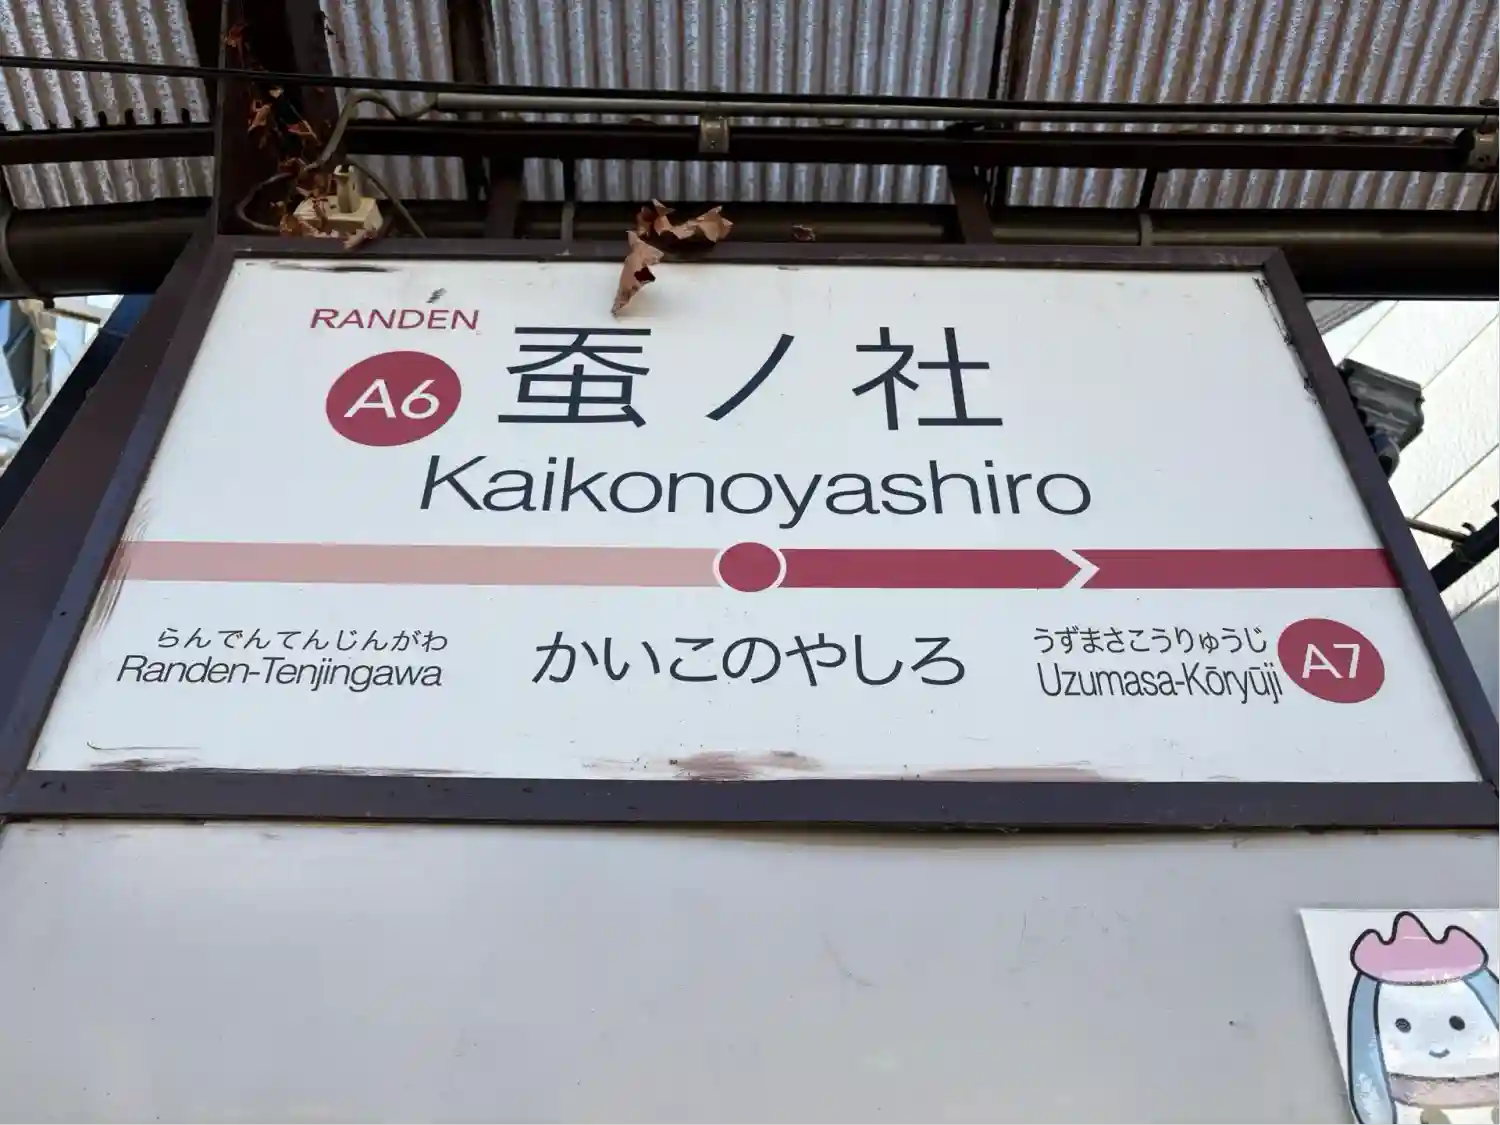 RANDEN
A6 蚕ノ社
Kaikonoyashiro
らんでんてんじんがわ
Randen-Tenjingawa
かいこのやしろ
うずまさこうりゅうじ
Uzumasa-Kōryūji
A7